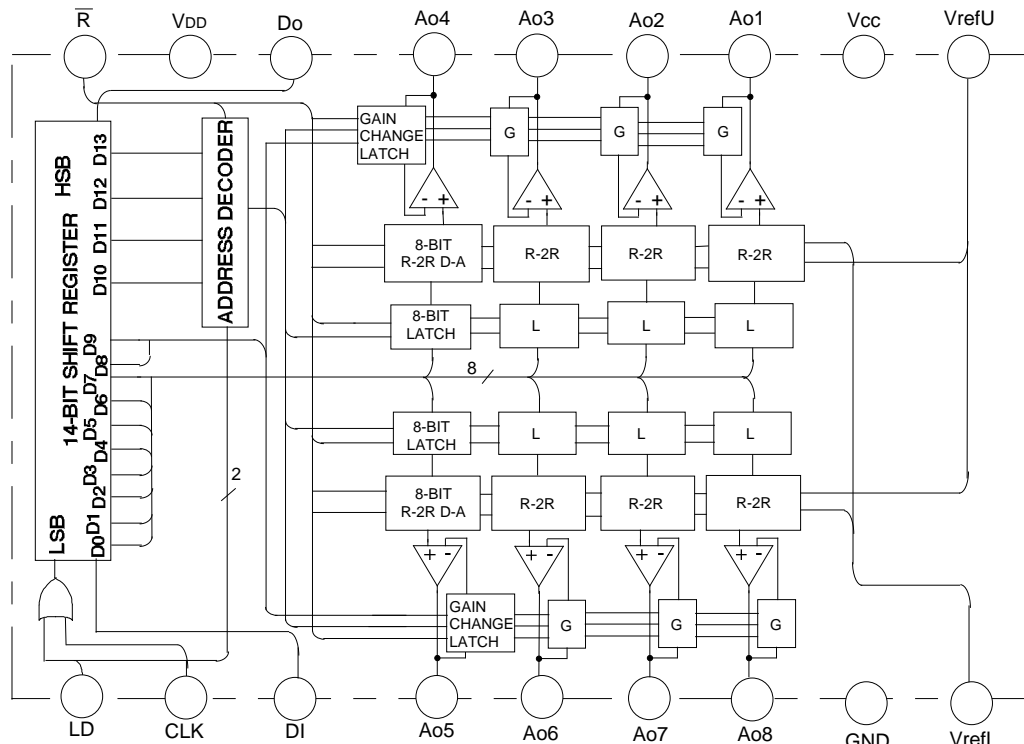 R VDD Do Ao4 Ao3 Ao2 Ao1 Vcc VrefU
14-BIT SHIFT REGISTER
HSB
LSB
D13
D12
D11
D10
D9
D8
D7
D6
D5
D4
D3
D2
D1
D0
ADDRESS DECODER
2
GAIN
CHANGE
LATCH
G G G
- + - + - + - +
8-BIT
R-2R D-A
R-2R R-2R R-2R
8-BIT
LATCH
L L L
8
8-BIT
LATCH
L L L
8-BIT
R-2R D-A
R-2R R-2R R-2R
+ - + - + - + -
GAIN
CHANGE
LATCH
G G G
LD CLK DI Ao5 Ao6 Ao7 Ao8 GND VrefL